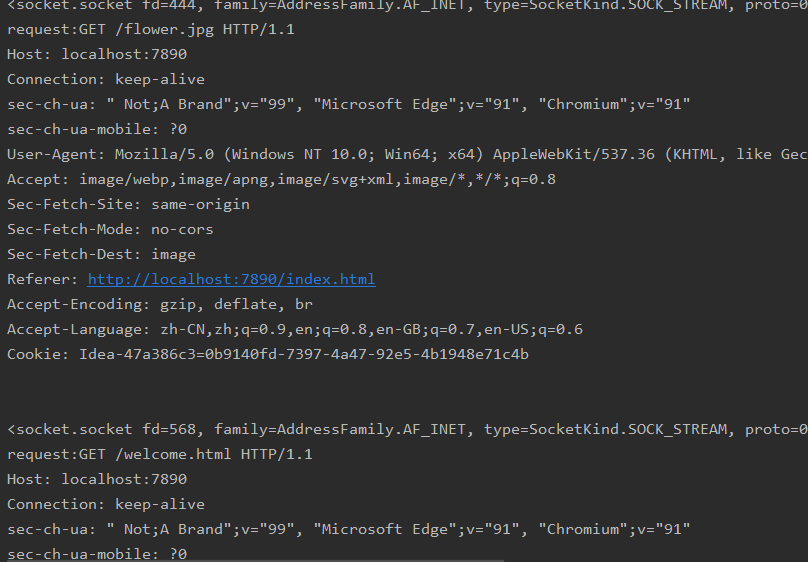 <socket.socket fd=444, family=AddressFamily.AF_INET, type=SocketKind.SOCK_STREAM, proto=0
request:GET /flower.jpg HTTP/1.1
Host: localhost:7890
Connection: keep-alive
sec-ch-ua: " Not;A Brand";v="99", "Microsoft Edge";v="91", "Chromium";v="91"
sec-ch-ua-mobile: ?0
User-Agent: Mozilla/5.0 (Windows NT 10.0; Win64; x64) AppleWebKit/537.36 (KHTML, like Gec
Accept: image/webp,image/apng,image/svg+xml,image/*,*/*;q=0.8
Sec-Fetch-Site: same-origin
Sec-Fetch-Mode: no-cors
Sec-Fetch-Dest: image
Referer: http://localhost:7890/index.html
Accept-Encoding: gzip, deflate, br
Accept-Language: zh-CN,zh;q=0.9,en;q=0.8,en-GB;q=0.7,en-US;q=0.6
Cookie: Idea-47a386c3=0b9140fd-7397-4a47-92e5-4b1948e71c4b
<socket.socket fd=568, family=AddressFamily.AF_INET, type=SocketKind.SOCK_STREAM, proto=0
request:GET /welcome.html HTTP/1.1
Host: localhost:7890
Connection: keep-alive
sec-ch-ua: " Not;A Brand";v="99", "Microsoft Edge";v="91", "Chromium";v="91"
sec-ch-ua-mobile: ?0